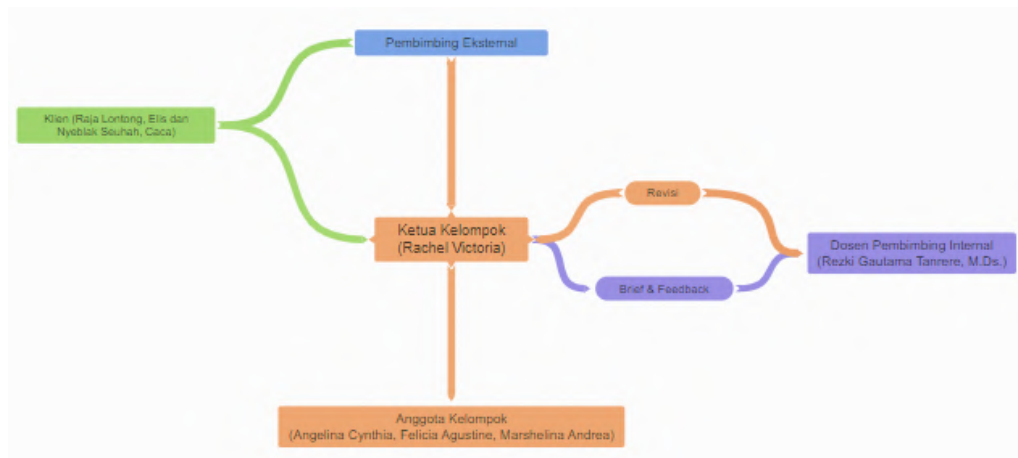 Pembimbing Eksternal
Klien (Raja Lontong, Elis dan
Nyeblak Seuhah, Caca)
Revisi
Ketua Kelompok
(Rachel Victoria)
Dosen Pembimbing Internal
(Rezki Gautama Tanrere, M.Ds.)
Brief & Feedback
Anggota Kelompok
(Angelina Cynthia, Felicia Agustine, Marshelina Andrea)